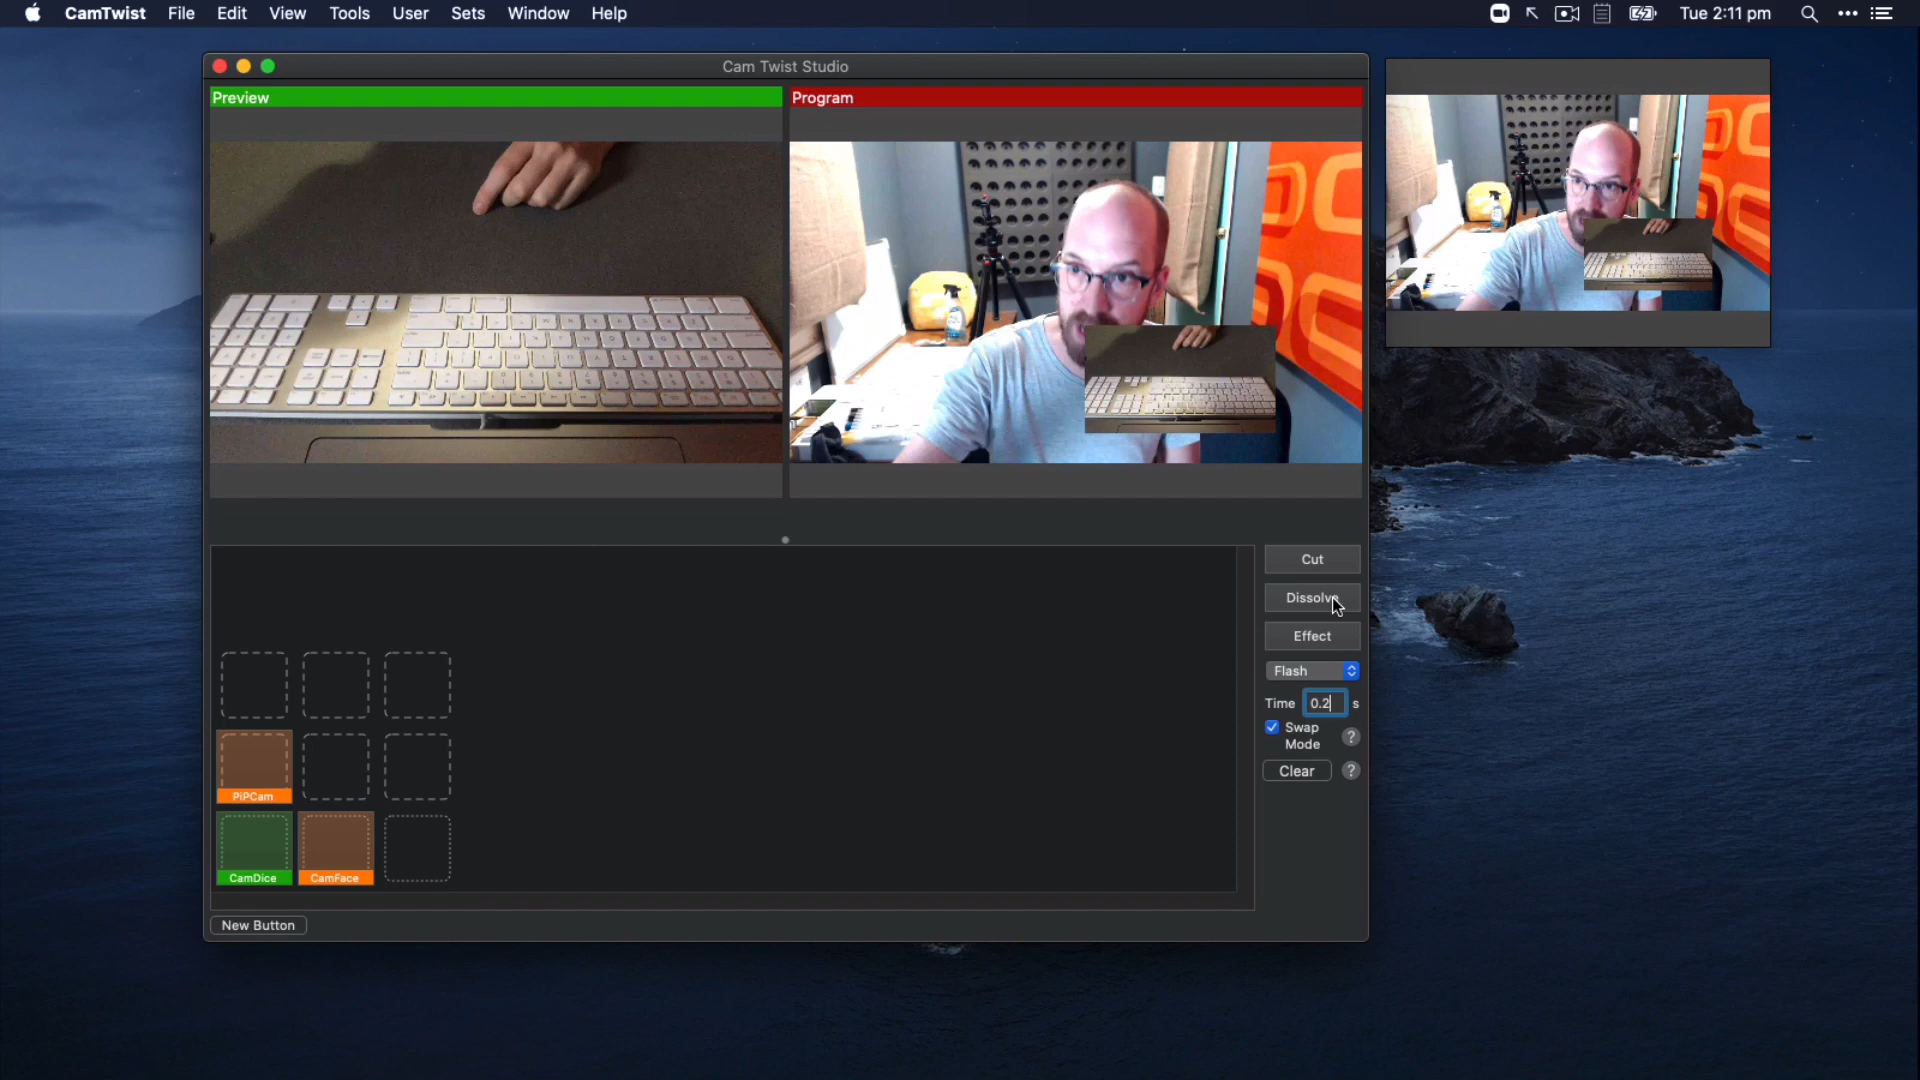 CamTwist File Edit View Tools User Sets Window Help Tue 2:11 pm
Cam Twist Studio
Preview Program
Cut
Dissolve
Effect
Flash
Time 0.2 s
Swap
Mode ?
Clear ?
PiPCam
CamDice CamFace
New Button